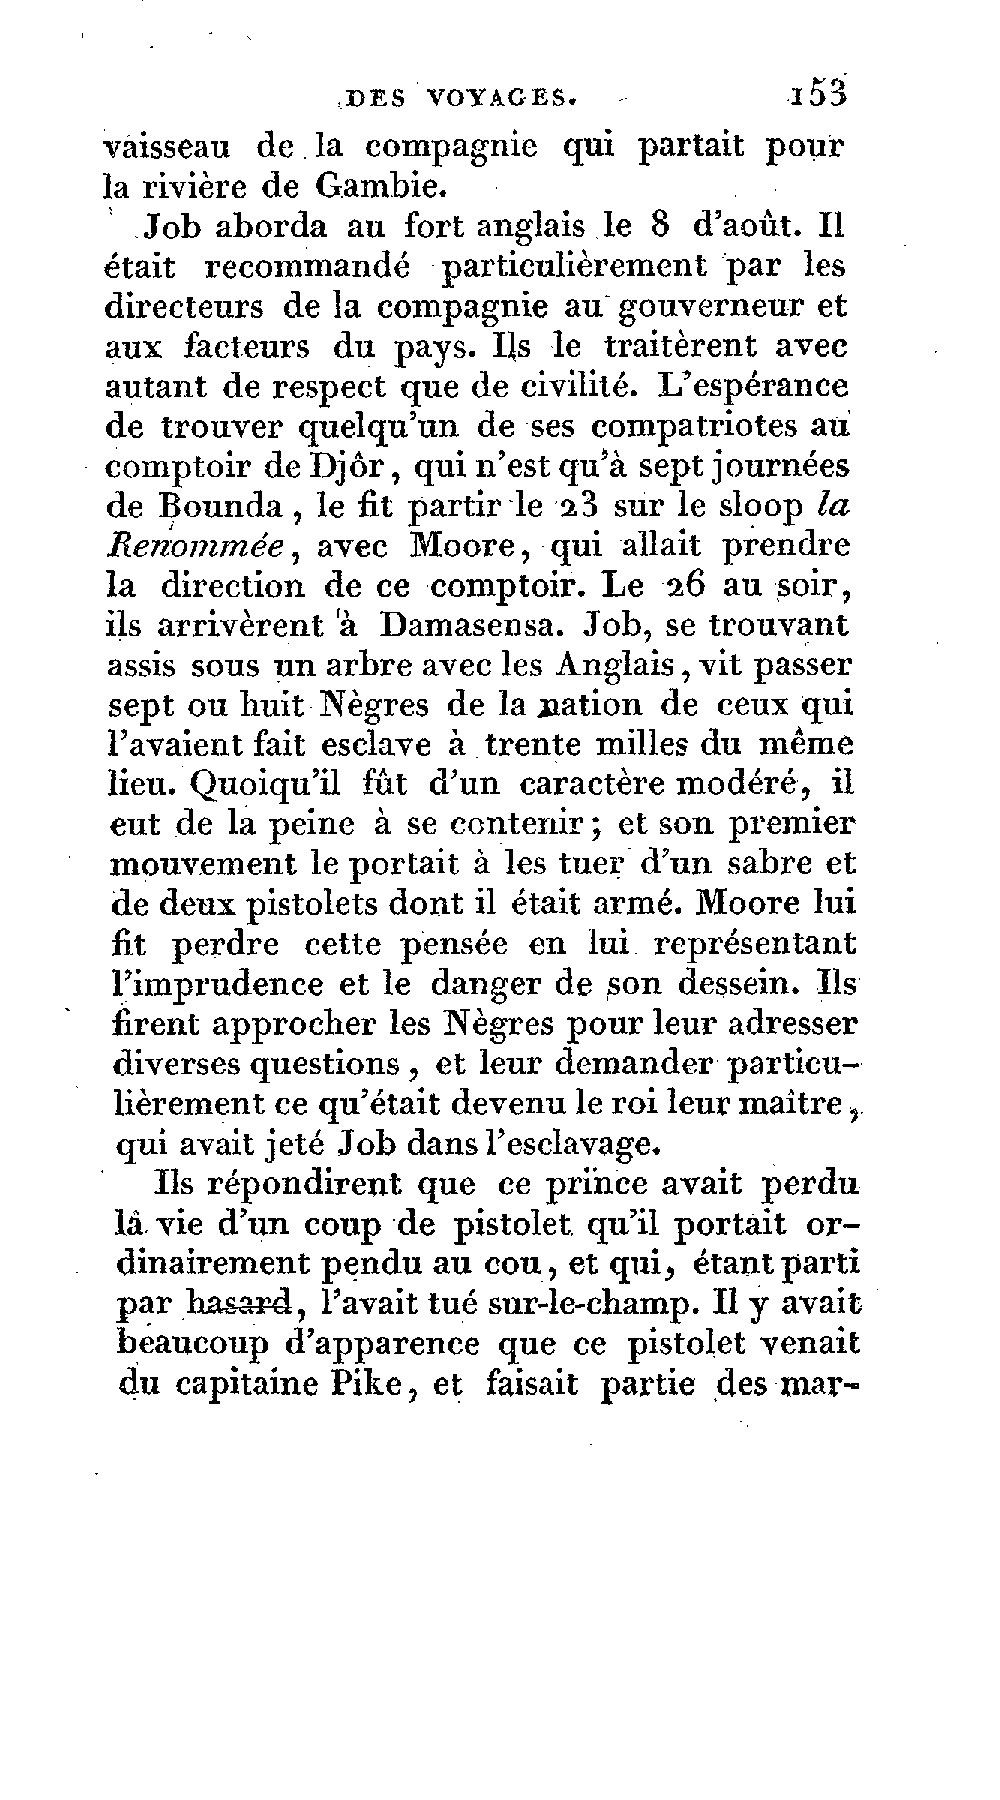 DES VOYAGES. 153
vaisseau de la compagnie qui partait pour
la rivière de Gambie.
Job aborda au fort anglais le 8 d'août. Il
était recommandé particulièrement par les
directeurs de la compagnie au gouverneur et
aux facteurs du pays. Ils le traitèrent avec
autant de respect que de civilité. L'espérance
de trouver quelqu'un de ses compatriotes au
comptoir de Djôr, qui n'est qu'à sept journées
de Bounda, le fit partir le 23 sur le sloop la
Renommée, avec Moore, qui allait prendre
la direction de ce comptoir. Le 26 au soir,
ils arrivèrent à Damasensa. Job, se trouvant
assis sous un arbre avec les Anglais, vit passer
sept ou huit Nègres de la nation de ceux qui
l'avaient fait esclave à trente milles du même
lieu. Quoiqu'il fût d'un caractère modéré, il
eut de la peine à se contenir; et son premier
mouvement le portait à les tuer d'un sabre et
de deux pistolets dont il était armé. Moore lui
fit perdre cette pensée en lui représentant
l'imprudence et le danger de son dessein. Ils
firent approcher les Nègres pour leur adresser
diverses questions, et leur demander particu-
lièrement ce qu'était devenu le roi leur maître,
qui avait jeté Job dans l'esclavage.
Ils répondirent que ce prince avait perdu
la vie d'un coup de pistolet qu'il portait or-
dinairement pendu au cou, et qui, étant parti
par hasard, l'avait tué sur-le-champ. Il y avait
beaucoup d'apparence que ce pistolet venait
du capitaine Pike, et faisait partie des mar-